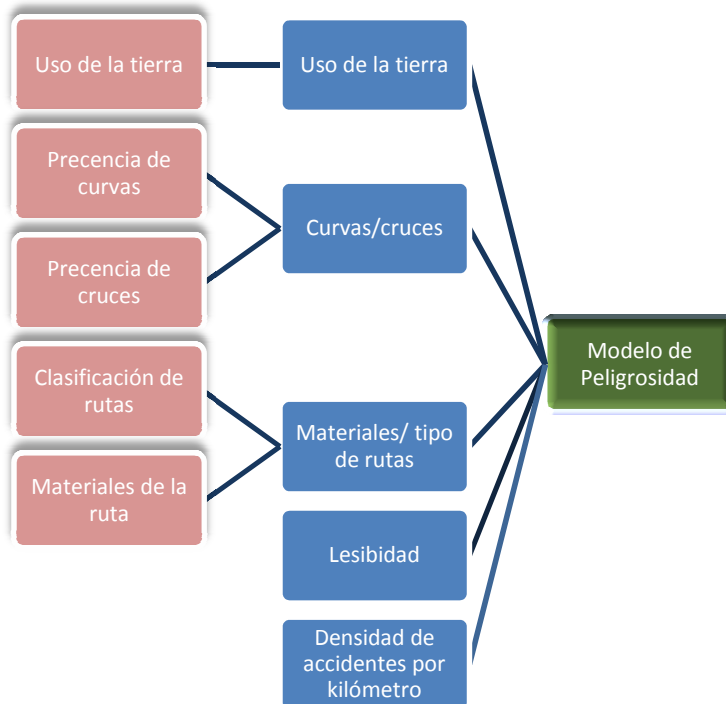 Uso de la tierra
Uso de la tierra
Precencia de
curvas
Curvas/cruces
Precencia de
cruces
Modelo de
Peligrosidad
Clasificación de
rutas
Materiales/ tipo
de rutas
Materiales de la
ruta
Lesibidad
Densidad de
accidentes por
kilómetro